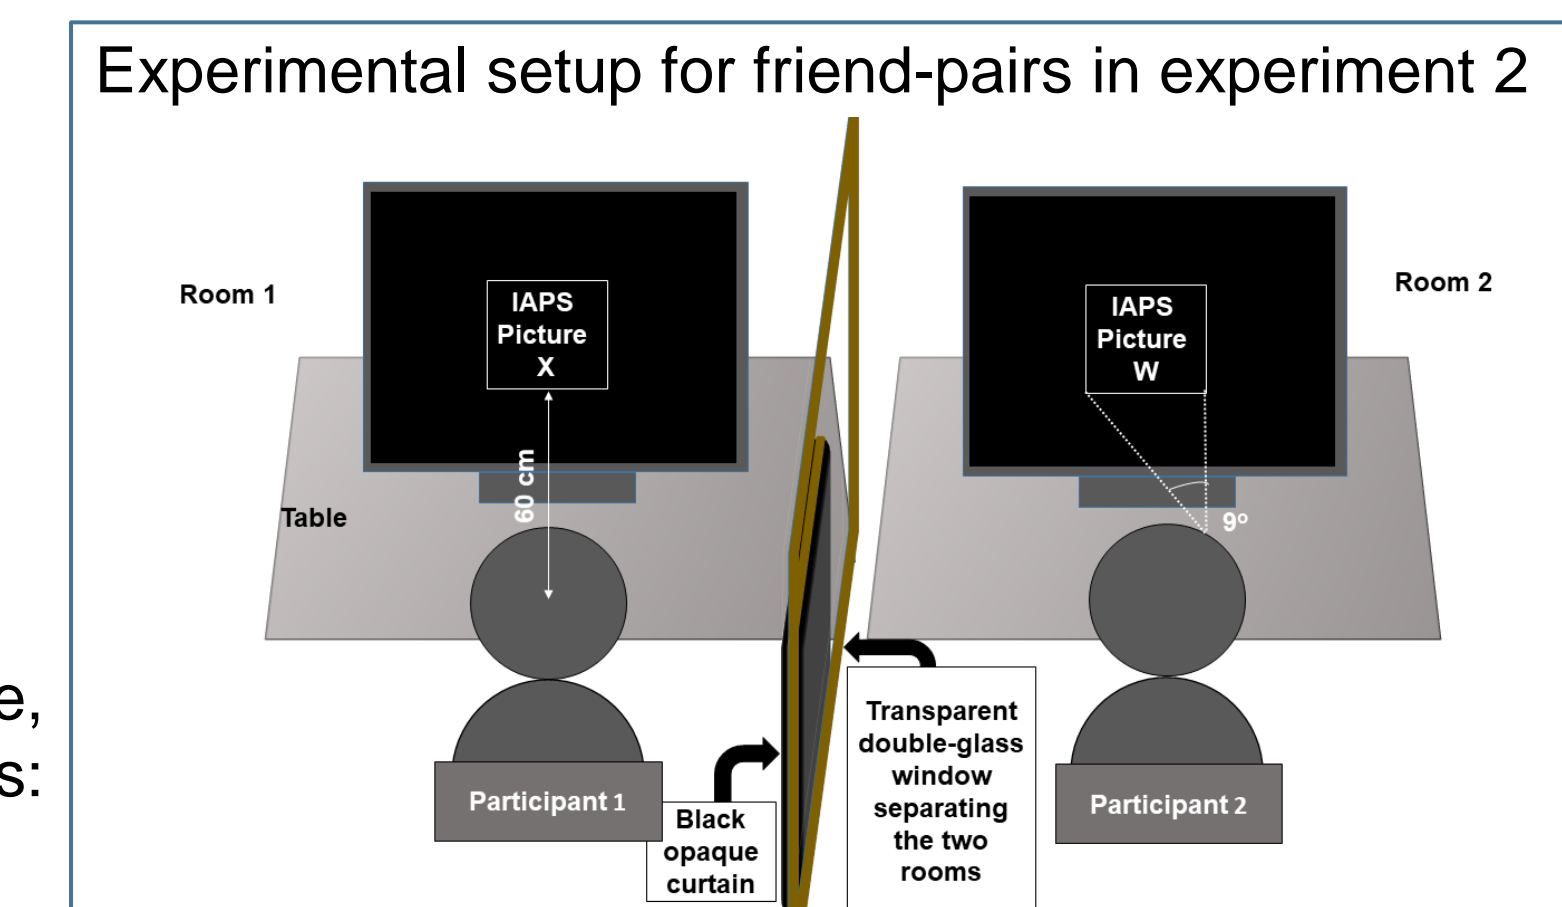 Experimental setup for friend-pairs in experiment 2
Room 1
IAPS
Picture
X
IAPS
Picture
W
Room 2
60 cm
Table
9o
e,
s:
Participant 1
Black
opaque
curtain
Transparent
double-glass
window
separating
the two
rooms
Participant 2